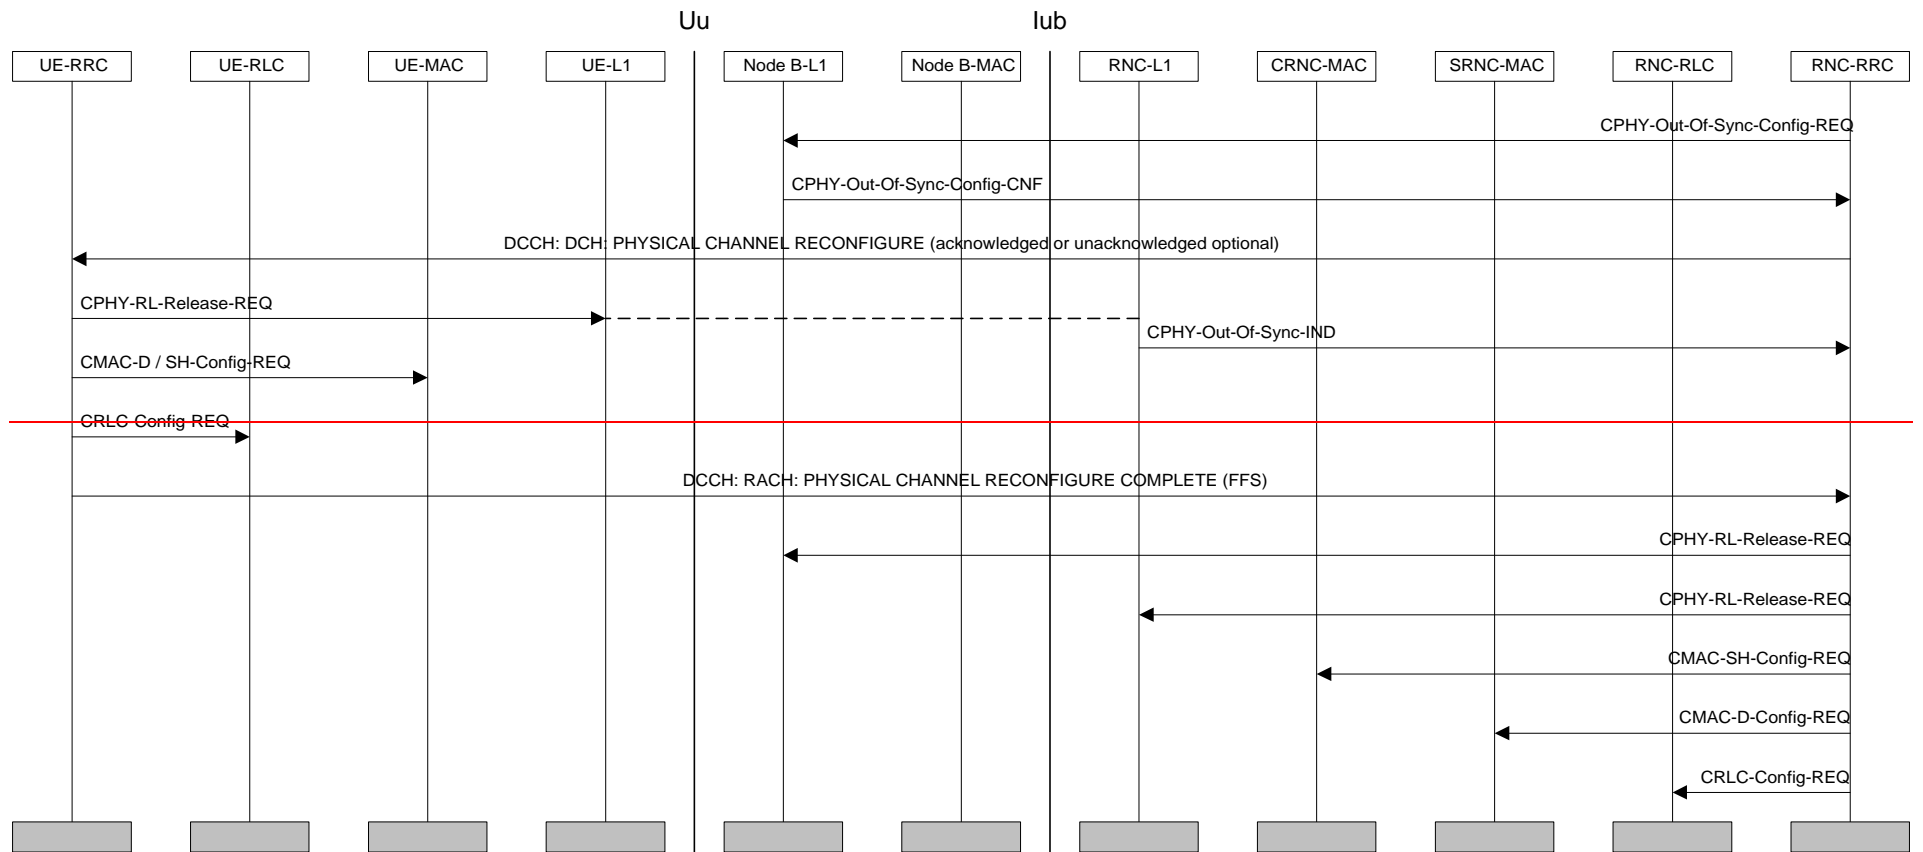 Uu Iub
UE-RRC UE-RLC UE-MAC UE-L1 Node B-L1 Node B-MAC RNC-L1 CRNC-MAC SRNC-MAC RNC-RLC RNC-RRC
CPHY-Out-Of-Sync-Config-REQ
CPHY-Out-Of-Sync-Config-CNF
DCCH: DCH: PHYSICAL CHANNEL RECONFIGURE (acknowledged or unacknowledged optional)
CPHY-RL-Release-REQ
CPHY-Out-Of-Sync-IND
CMAC-D / SH-Config-REQ
CRLC-Config-REQ
DCCH: RACH: PHYSICAL CHANNEL RECONFIGURE COMPLETE (FFS)
CPHY-RL-Release-REQ
CPHY-RL-Release-REQ
CMAC-SH-Config-REQ
CMAC-D-Config-REQ
CRLC-Config-REQ